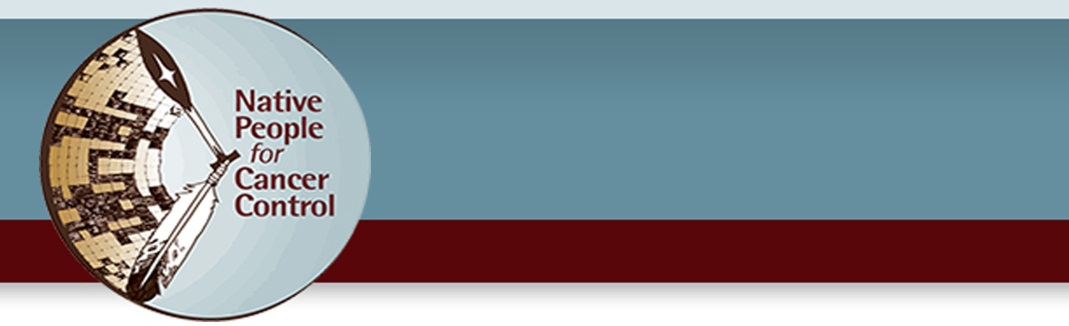 Native
People
for
Cancer
Control